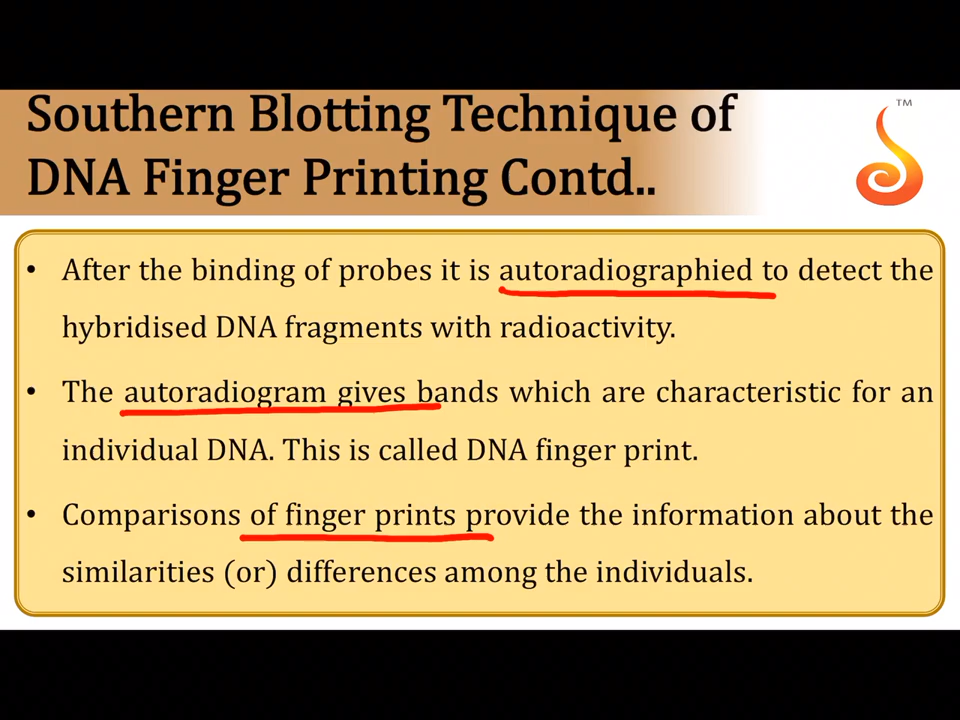 Southern Blotting Technique of
DNA Finger Printing Contd..
TM
• After the binding of probes it is autoradiographied to detect the
hybridised DNA fragments with radioactivity.
• The autoradiogram gives bands which are characteristic for an
individual DNA. This is called DNA finger print.
• Comparisons of finger prints provide the information about the
similarities (or) differences among the individuals.